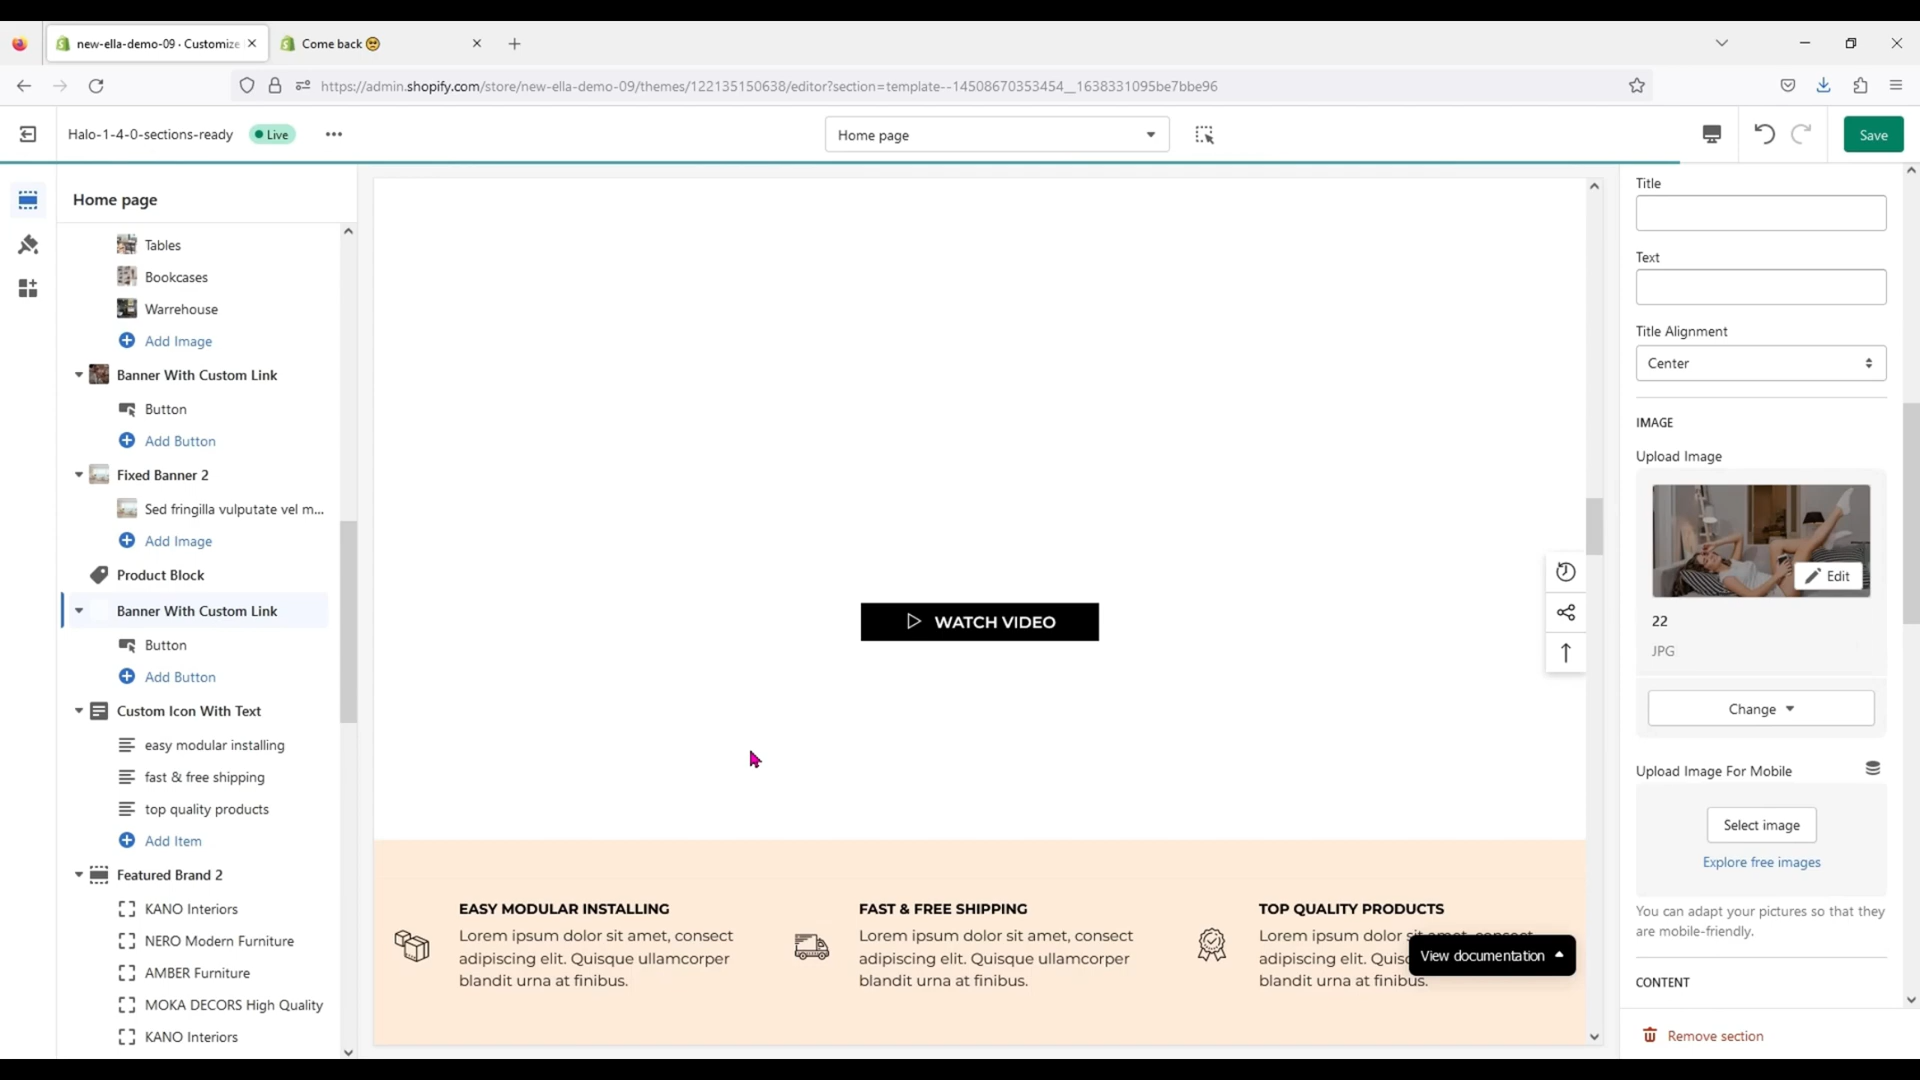 new-ella-demo-09 · Customize
Come back 🥺
https://admin.shopify.com/store/new-ella-demo-09/themes/122135150638/editor?section=template--14508670353454__1638331095be7bbe96
Halo-1-4-0-sections-ready
Live
Home page
Save
Home page
Tables
Bookcases
Warrehouse
Add Image
Banner With Custom Link
Button
Add Button
Fixed Banner 2
Sed fringilla vulputate vel m...
Add Image
Product Block
Banner With Custom Link
Button
Add Button
Custom Icon With Text
easy modular installing
fast & free shipping
top quality products
Add Item
Featured Brand 2
KANO Interiors
NERO Modern Furniture
AMBER Furniture
MOKA DECORS High Quality
KANO Interiors
WATCH VIDEO
EASY MODULAR INSTALLING
Lorem ipsum dolor sit amet, consect
adipiscing elit. Quisque ullamcorper
blandit urna at finibus.
FAST & FREE SHIPPING
Lorem ipsum dolor sit amet, consect
adipiscing elit. Quisque ullamcorper
blandit urna at finibus.
TOP QUALITY PRODUCTS
Lorem ipsum dolor sit amet, consect
adipiscing elit. Quisq
blandit urna at finibus.
View documentation
Title
Text
Title Alignment
Center
IMAGE
Upload Image
Edit
22
JPG
Change
Upload Image For Mobile
Select image
Explore free images
You can adapt your pictures so that they
are mobile-friendly.
CONTENT
Remove section